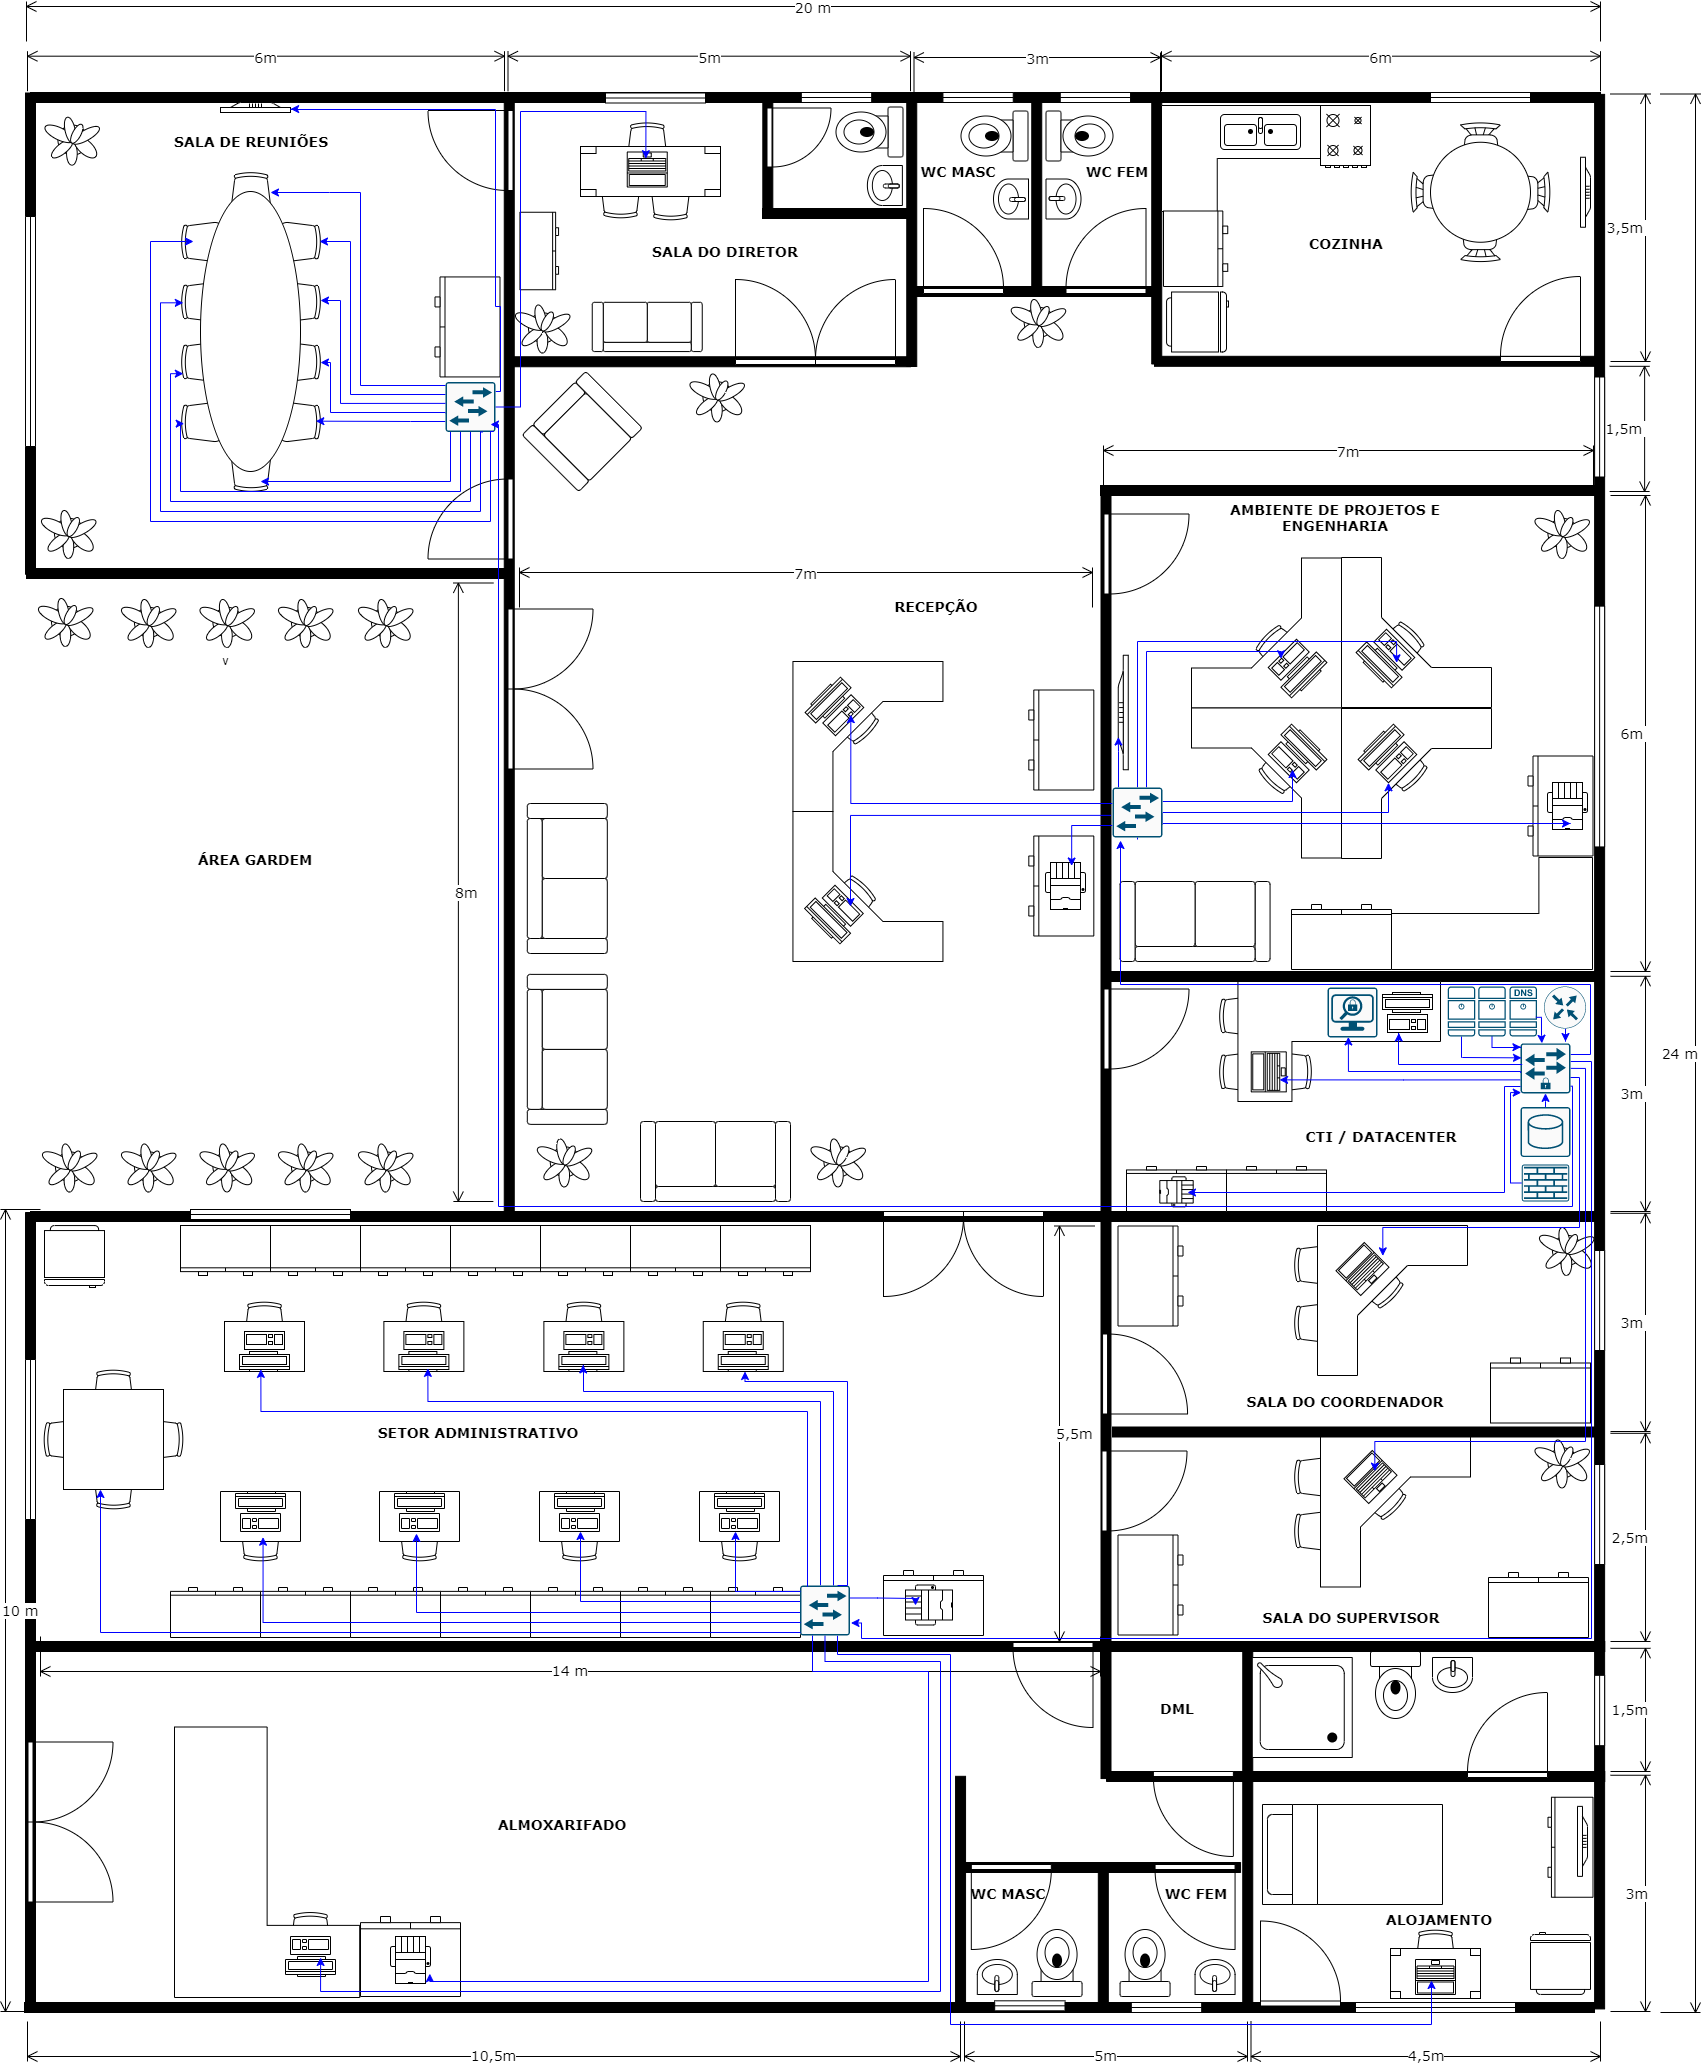 20 m
6m
5m
3m
6m
SALA DE REUNIÕES
WC MASC
WC FEM
3,5m
COZINHA
SALA DO DIRETOR
1,5m
7m
AMBIENTE DE PROJETOS E
ENGENHARIA
7m
RECEPÇÃO
v
6m
ÁREA GARDEM
8m
DNS
24 m
3m
CTI / DATACENTER
3m
SALA DO COORDENADOR
SETOR ADMINISTRATIVO
5,5m
2,5m
10 m
SALA DO SUPERVISOR
14 m
DML
1,5m
ALMOXARIFADO
WC MASC
WC FEM
3m
ALOJAMENTO
10,5m
5m
4,5m